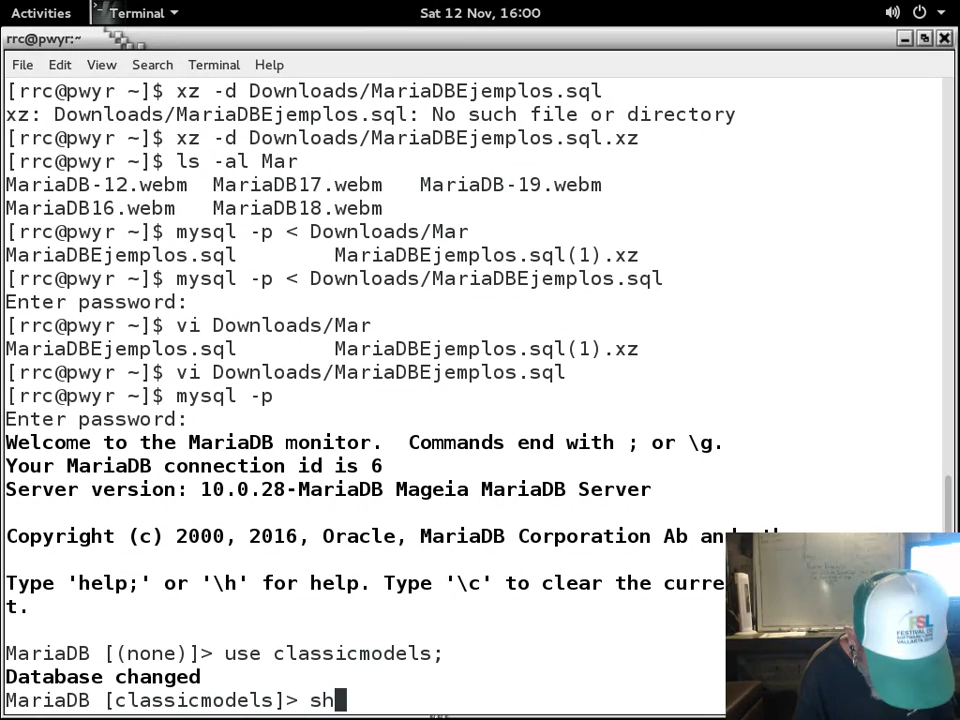 Activities Terminal Sat 12 Nov, 16:00
rrc@pwyr:~
File Edit View Search Terminal Help
[rrc@pwyr ~]$ xz -d Downloads/MariaDBEjemplos.sql
xz: Downloads/MariaDBEjemplos.sql: No such file or directory
[rrc@pwyr ~]$ xz -d Downloads/MariaDBEjemplos.sql.xz
[rrc@pwyr ~]$ ls -al Mar
MariaDB-12.webm MariaDB17.webm MariaDB-19.webm
MariaDB16.webm MariaDB18.webm
[rrc@pwyr ~]$ mysql -p < Downloads/Mar
MariaDBEjemplos.sql MariaDBEjemplos.sql(1).xz
[rrc@pwyr ~]$ mysql -p < Downloads/MariaDBEjemplos.sql
Enter password:
[rrc@pwyr ~]$ vi Downloads/Mar
MariaDBEjemplos.sql MariaDBEjemplos.sql(1).xz
[rrc@pwyr ~]$ vi Downloads/MariaDBEjemplos.sql
[rrc@pwyr ~]$ mysql -p
Enter password:
Welcome to the MariaDB monitor. Commands end with ; or \g.
Your MariaDB connection id is 6
Server version: 10.0.28-MariaDB Mageia MariaDB Server
Copyright (c) 2000, 2016, Oracle, MariaDB Corporation Ab and
Type 'help;' or '\h' for help. Type '\c' to clear the curre
t.
MariaDB [(none)]> use classicmodels;
Database changed
MariaDB [classicmodels]> sh
FSL
FESTIVAL DE
SOFTWARE LIBRE
VALLARTA